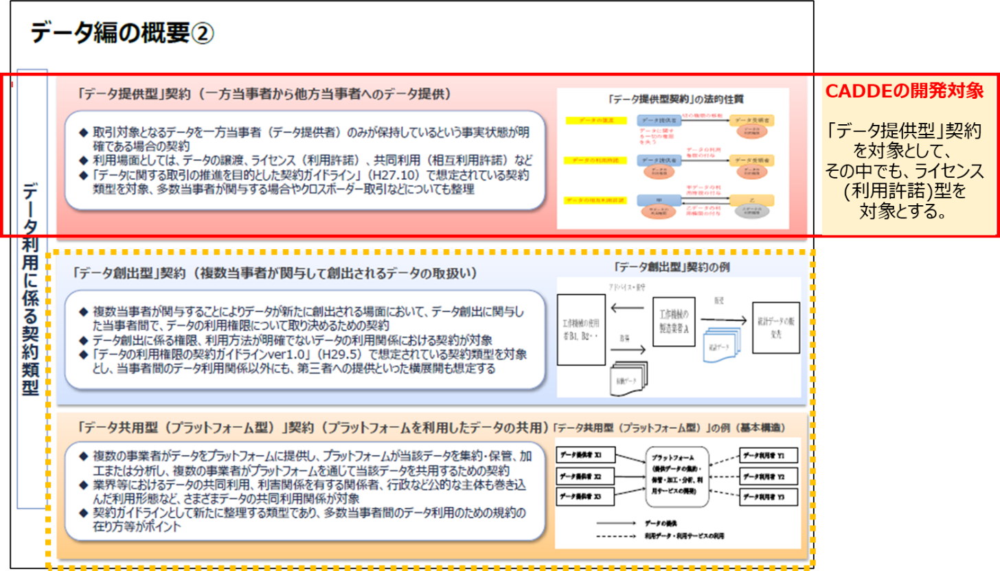 データ編の概要②
データ利用に係る契約類型
「データ提供型」契約（一方当事者から他方当事者へのデータ提供）
◆ 取引対象となるデータを一方当事者（データ提供者）のみが保持しているという事実状態が明
確である場合の契約
◆ 利用場面としては、データの譲渡、ライセンス（利用許諾）、共同利用（相互利用許諾）など
◆ 「データに関する取引の推進を目的とした契約ガイドライン」（H27.10）で想定されている契約
類型を対象、多数当事者が関与する場合やクロスボーダー取引などについても整理
「データ提供型契約」の法的性質
データの譲渡
データ提供者
データ受領者
データに関す
る一切の権限
を失う
データの利用許諾
データの利用
権限の付与
データ提供者
データ受領者
データの相互利用許諾
甲データの利
用権限の付与
甲
乙
乙データの利
用権限の付与
CADDEの開発対象
「データ提供型」契約
を対象として、
その中でも、ライセンス
(利用許諾)型を
対象とする。
「データ創出型」契約（複数当事者が関与して創出されるデータの取扱い）
◆ 複数当事者が関与することによりデータが新たに創出される場面において、データ創出に関与し
た当事者間で、データの利用権限について取り決めるための契約
◆ データ創出に係る権限、利用方法が明確でないデータの利用関係における契約が対象
◆ 「データの利用権限の契約ガイドラインver1.0」（H29.5）で想定されている契約類型を対象
とし、当事者間のデータ利用関係以外にも、第三者への提供といった横展開も想定する
「データ創出型」契約の例
アドバイス・保守
工作機械の使用
者B1, B2・・
工作機械の
製造業者A
販売
統計データの販
売先
取得
統計データ
稼働データ
「データ共用型（プラットフォーム型）」契約（プラットフォームを利用したデータの共用）
◆ 複数の事業者がデータをプラットフォームに提供し、プラットフォームが当該データを集約・保管、加
工または分析し、複数の事業者がプラットフォームを通じて当該データを共用するための契約
◆ 業界等におけるデータの共同利用、利害関係を有する関係者、行政など公的な主体も巻き込
んだ利用形態など、さまざまデータの共同利用関係が対象
◆ 契約ガイドラインとして新たに整理する類型であり、多数当事者間のデータ利用のための規約の
在り方等がポイント
「データ共用型（プラットフォーム型）」の例（基本構造）
データ提供者 X1
データ提供者 X2
データ提供者 X3
プラットフォーム
(提供データの集約・
保管・加工・分析、利
用サービスの開発)
データ利用者 Y1
データ利用者 Y2
データ利用者 Y3
データの提供
利用データ・利用サービスの利用